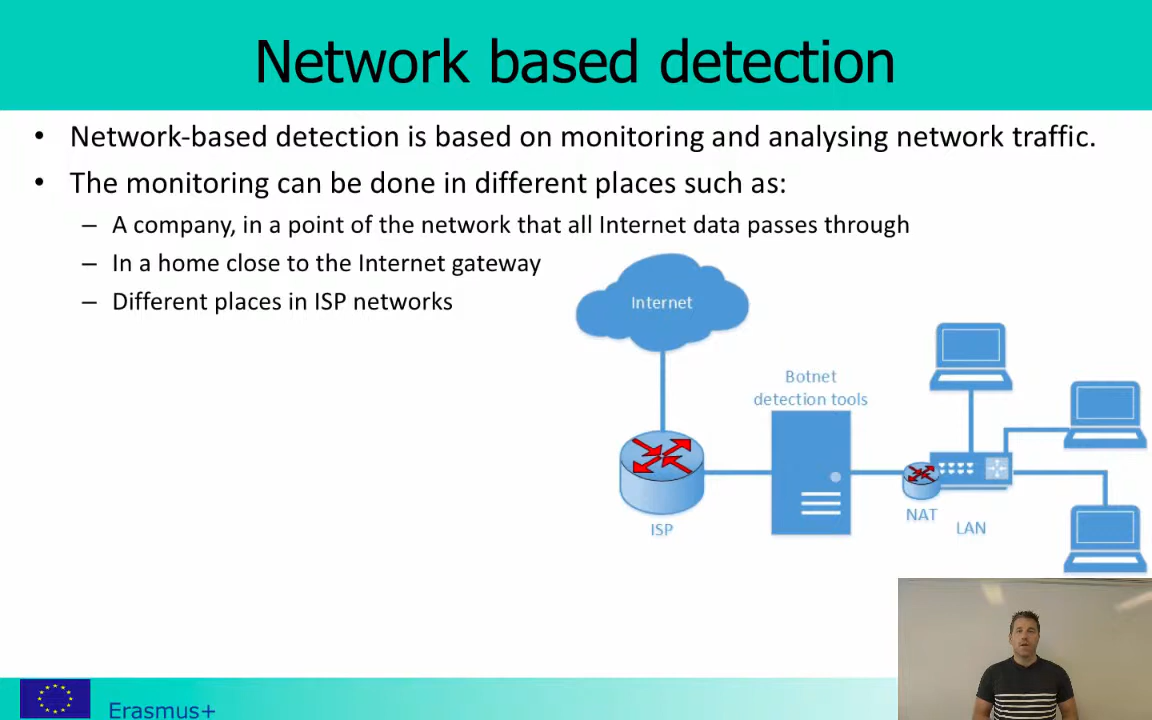 Network based detection
• Network-based detection is based on monitoring and analysing network traffic.
• The monitoring can be done in different places such as:
– A company, in a point of the network that all Internet data passes through
– In a home close to the Internet gateway
– Different places in ISP networks
Internet
Botnet
detection tools
ISP
NAT
LAN
Erasmus+